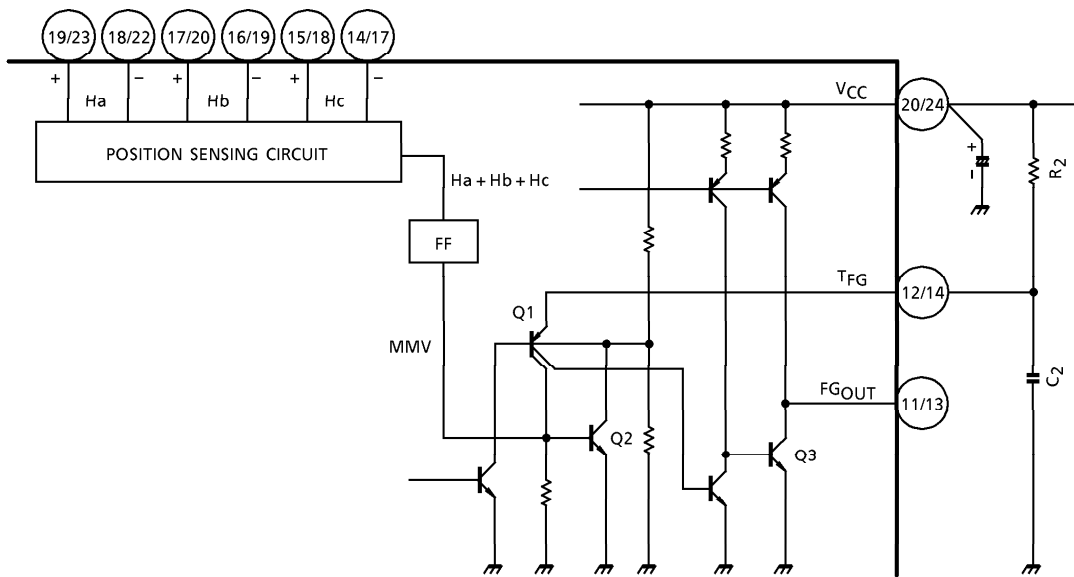 19/23 18/22 17/20 16/19 15/18 14/17
+ − + − + −
Ha Hb Hc
POSITION SENSING CIRCUIT
Ha + Hb + Hc
FF
MMV
VCC
20/24
+
−
R2
TFG
12/14
Q1
C2
FGOUT
11/13
Q2
Q3